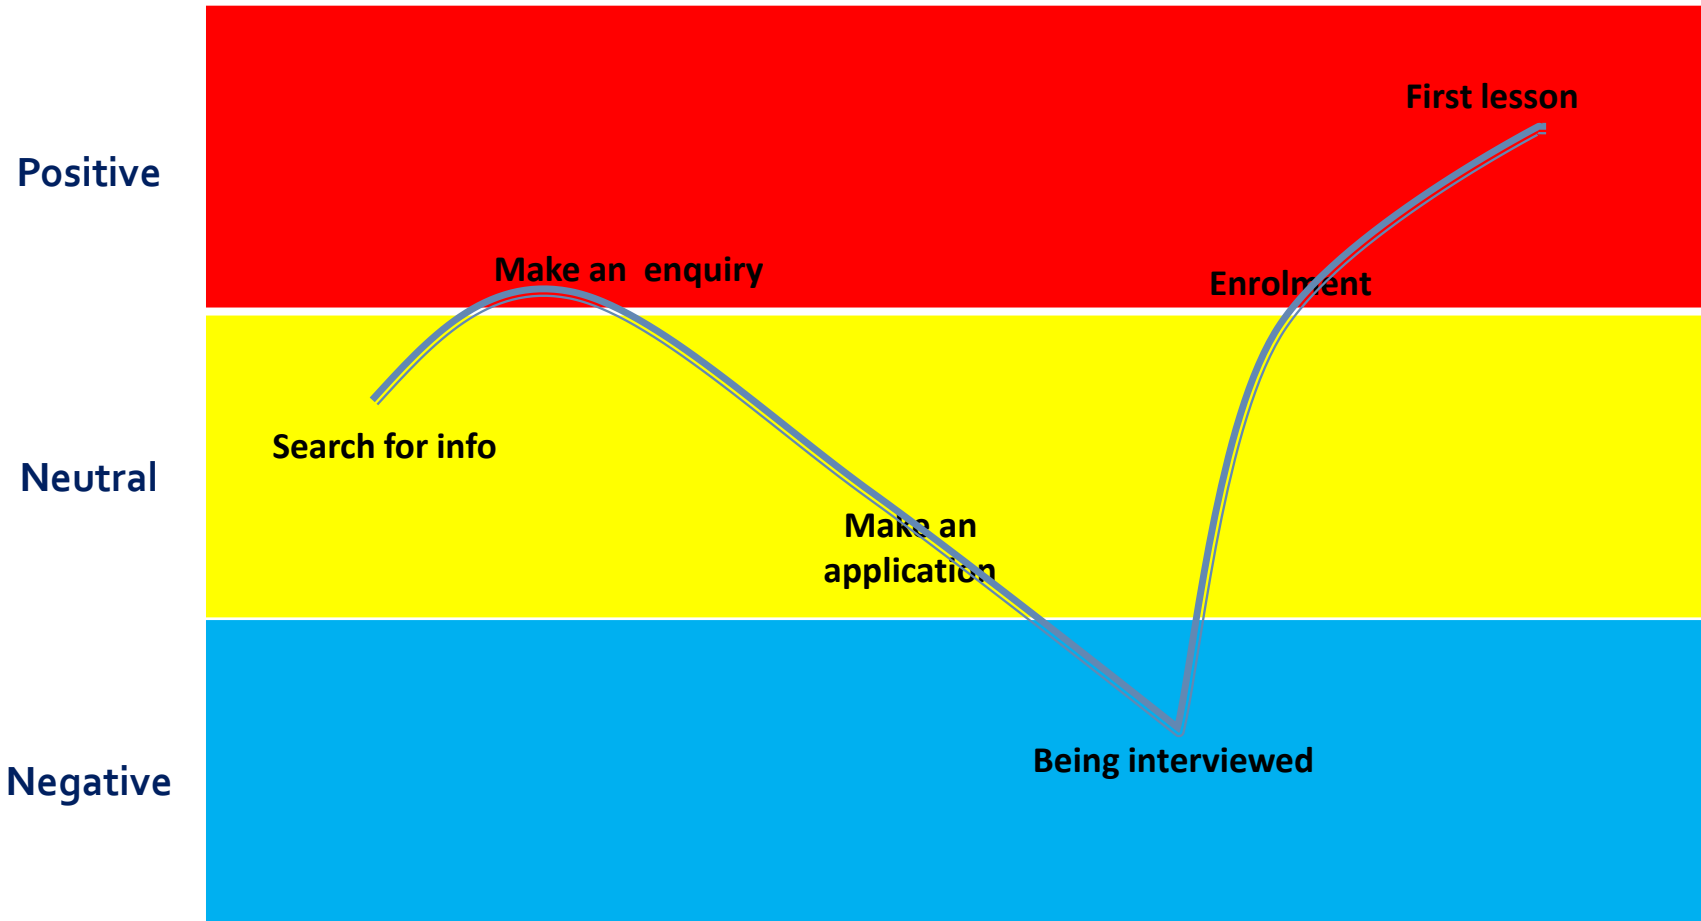 First lesson
Positive
Make an  enquiry
Enrolment
Search for info
Neutral
Make an
application
Being interviewed
Negative